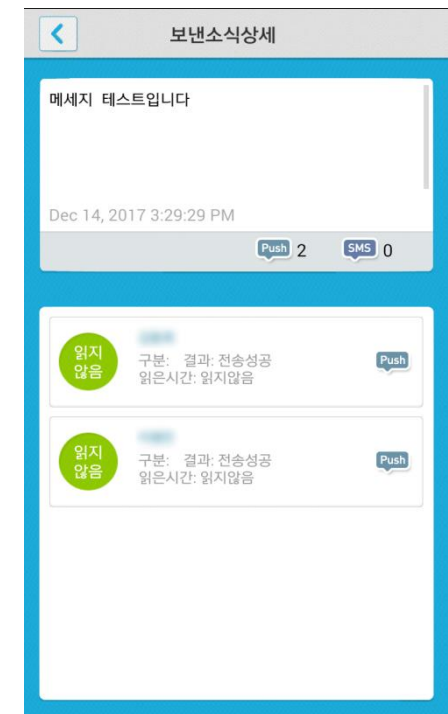 보낸소식상세
메세지 테스트입니다
Dec 14, 2017 3:29:29 PM
Push 2 SMS 0
읽지
않음
구분: 결과: 전송성공
읽은시간: 읽지않음
Push
읽지
않음
구분: 결과: 전송성공
읽은시간: 읽지않음
Push